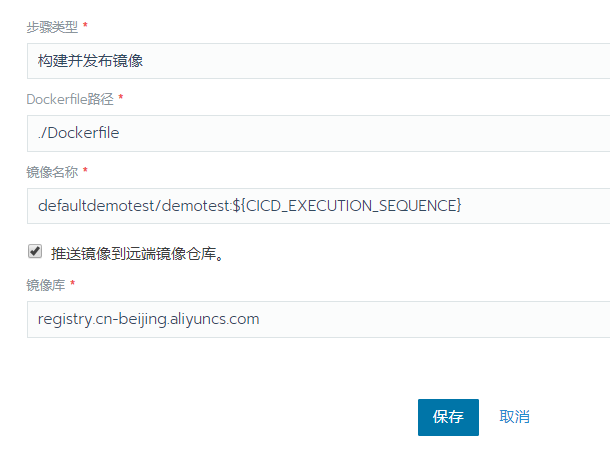 步骤类型 *
构建并发布镜像
Dockerfile路径 *
./Dockerfile
镜像名称 *
defaultdemotest/demotest:${CICD_EXECUTION_SEQUENCE}
推送镜像到远端镜像仓库。
镜像库 *
registry.cn-beijing.aliyuncs.com
保存 取消